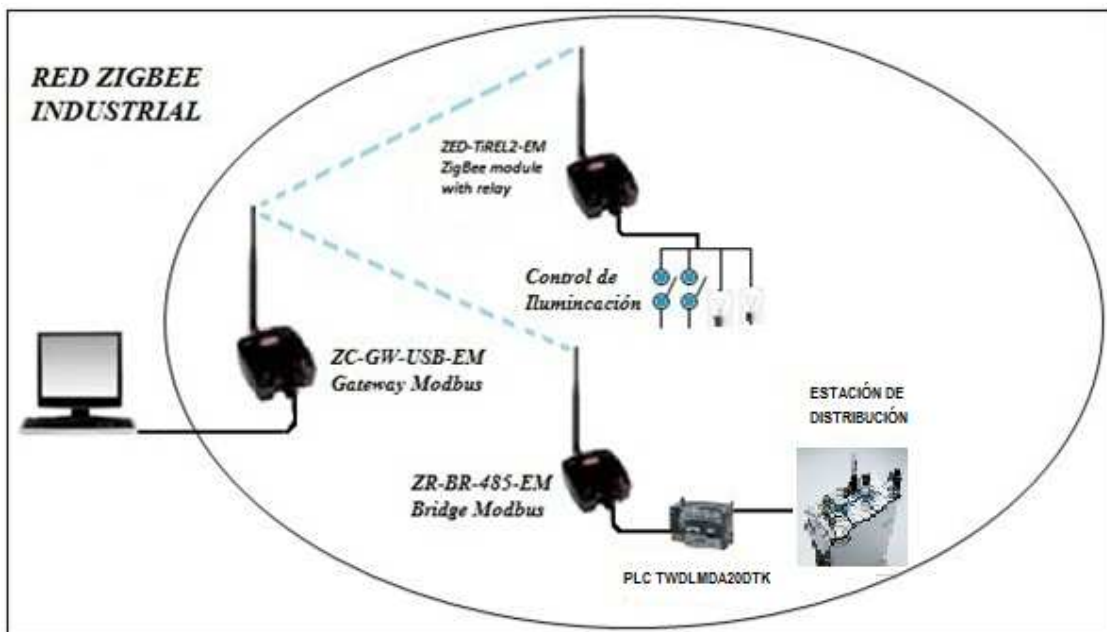 RED ZIGBEE
INDUSTRIAL
ZED-TiREL2-EM
ZigBee module
with relay
Control de
Ilumincación
ZC-GW-USB-EM
Gateway Modbus
ESTACIÓN DE
DISTRIBUCIÓN
ZR-BR-485-EM
Bridge Modbus
PLC TWDLMDA20DTK